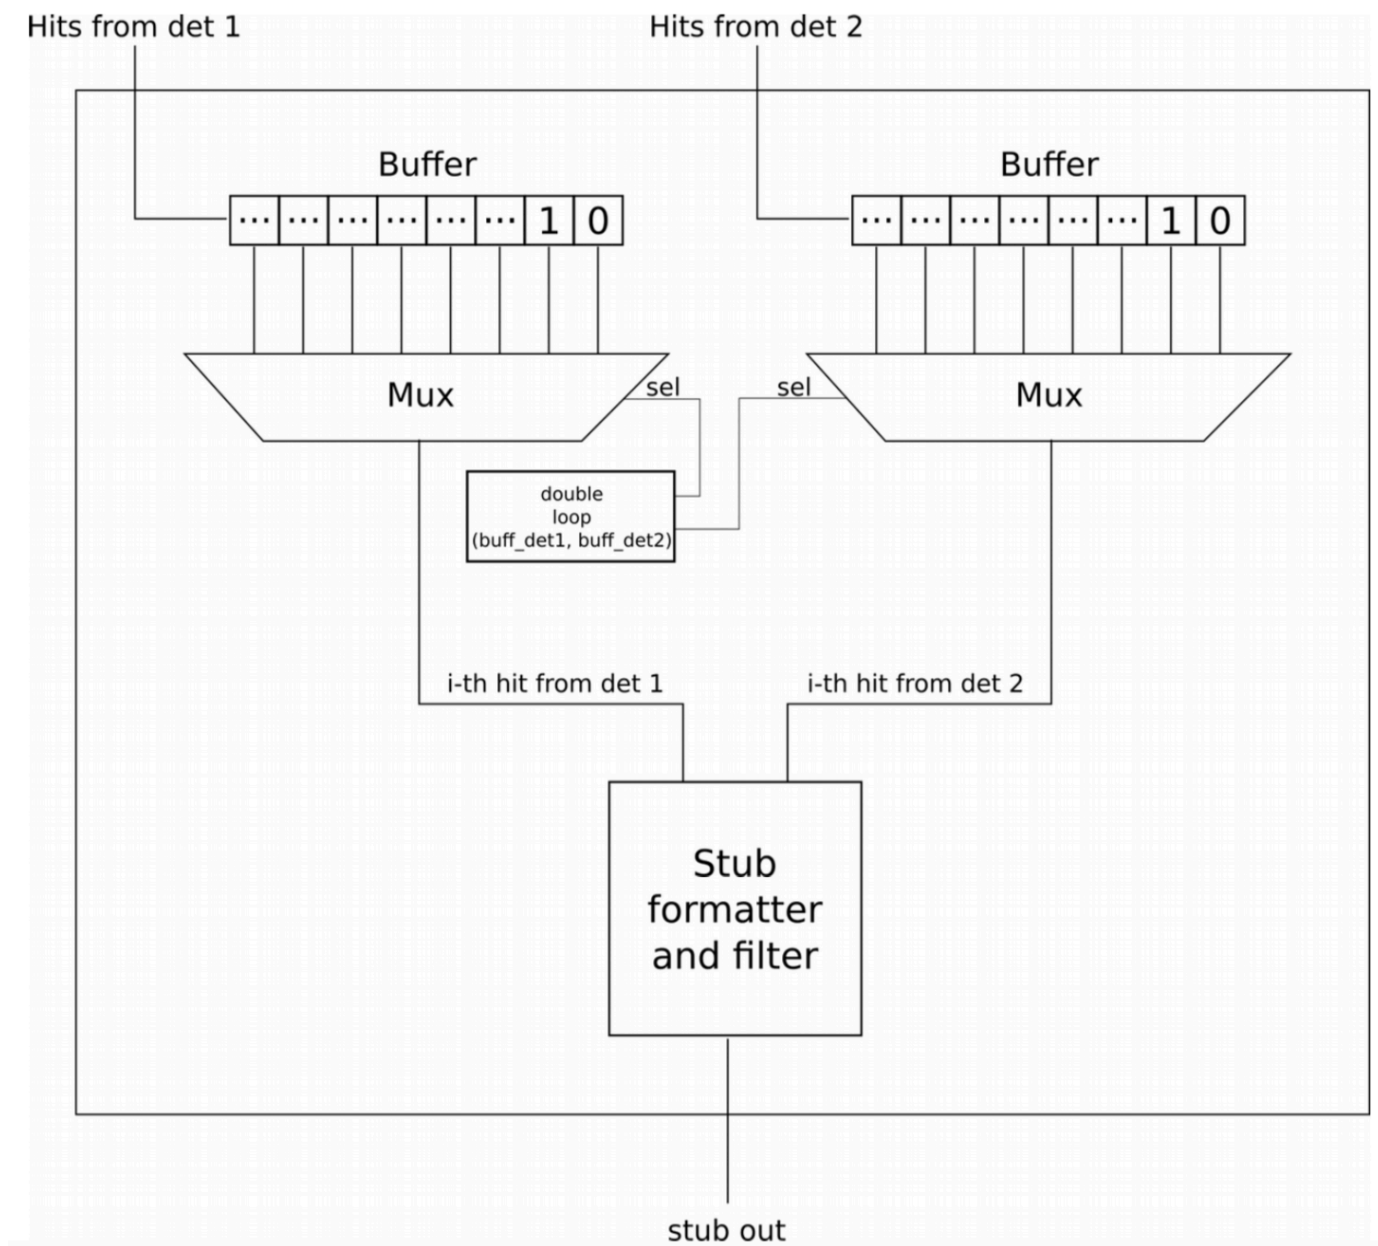 Hits from det 1
Hits from det 2
Buffer
Buffer
... ... ... ... ... ... 1 0
... ... ... ... ... ... 1 0
Mux
sel
sel
Mux
double
loop
(buff_det1, buff_det2)
i-th hit from det 1
i-th hit from det 2
Stub
formatter
and filter
stub out